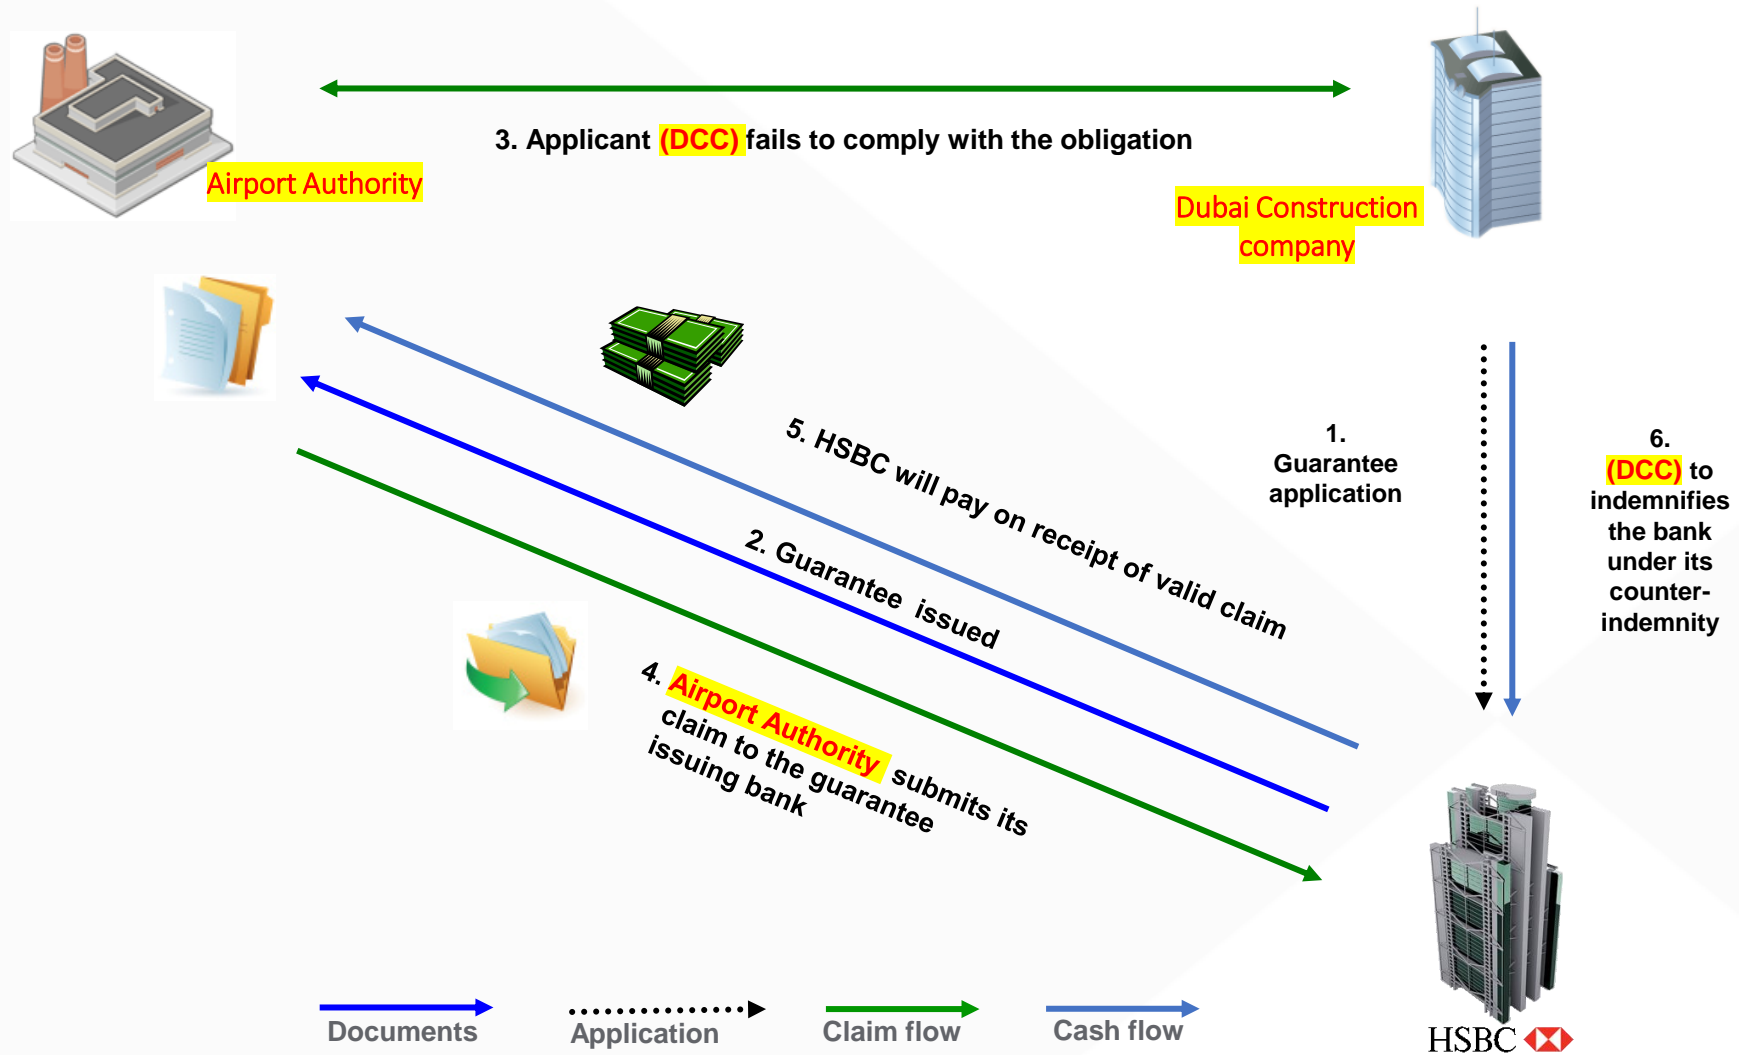 3. Applicant (DCC) fails to comply with the obligation
Airport Authority
Dubai Construction
company
1.
Guarantee
application
6.
(DCC) to
indemnifies
the bank
under its
counter-
indemnity
5. HSBC will pay on receipt of valid claim
2. Guarantee issued
4. Airport Authority submits its
claim to the guarantee
issuing bank
Documents
Application
Claim flow
Cash flow
HSBC